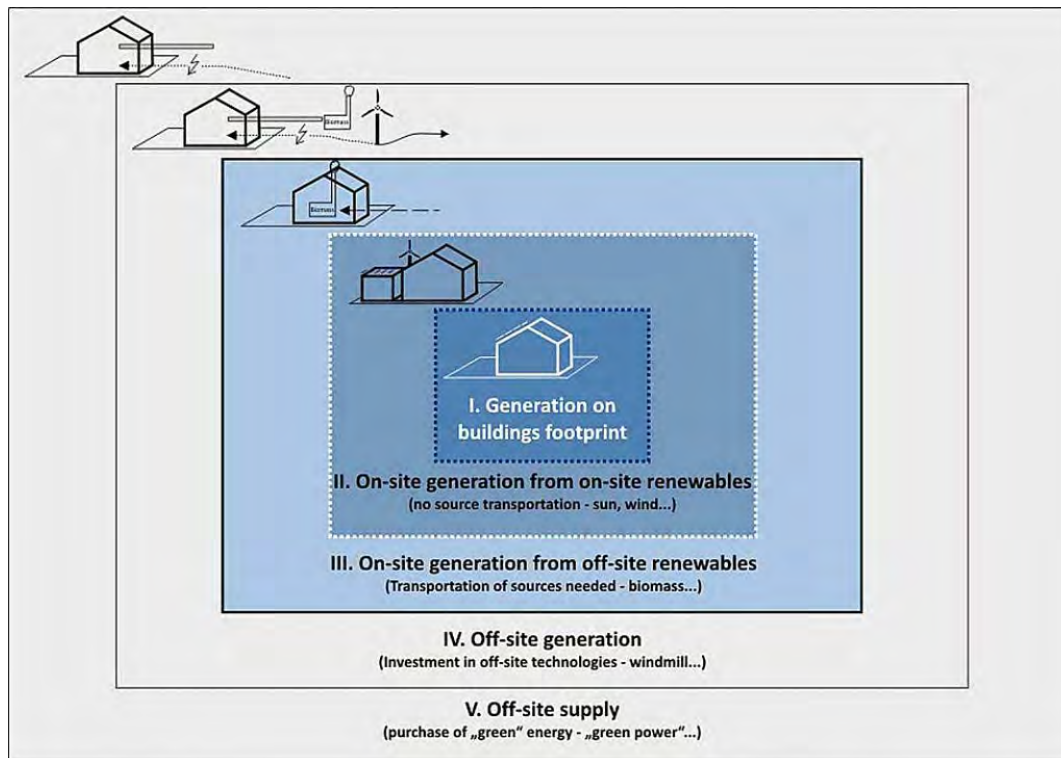 Biomass
Biomass
I. Generation on
buildings footprint
II. On-site generation from on-site renewables
(no source transportation - sun, wind...)
III. On-site generation from off-site renewables
(Transportation of sources needed - biomass...)
IV. Off-site generation
(Investment in off-site technologies - windmill...)
V. Off-site supply
(purchase of „green“ energy - „green power“...)